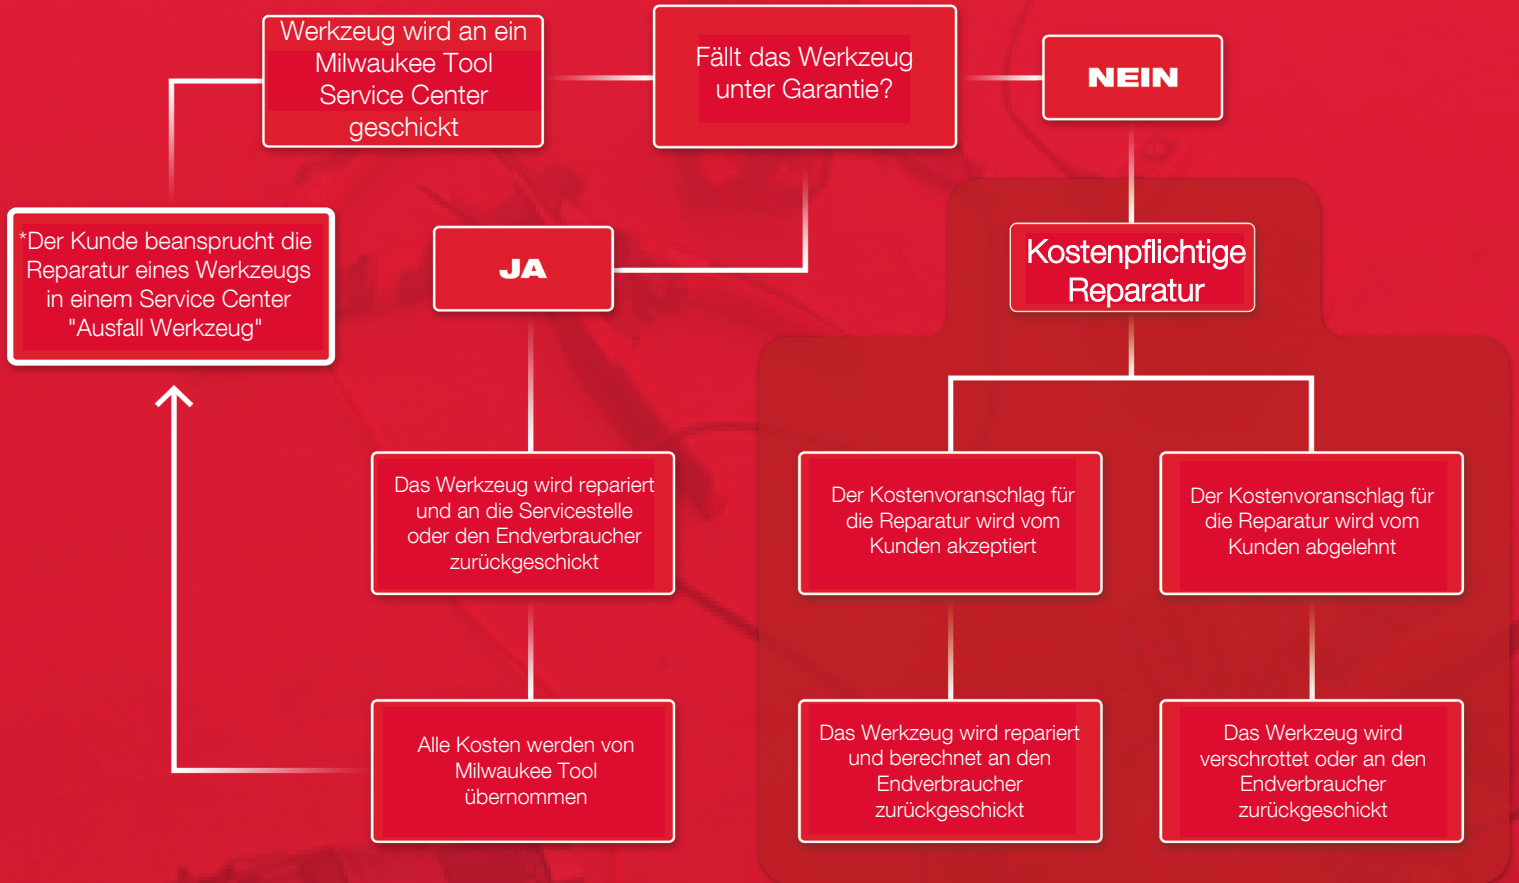 Werkzeug wird an ein
Milwaukee Tool
Service Center
geschickt
Fällt das Werkzeug
unter Garantie?
NEIN
*Der Kunde beansprucht die
Reparatur eines Werkzeugs
in einem Service Center
"Ausfall Werkzeug"
JA
Kostenpflichtige
Reparatur
Das Werkzeug wird repariert
und an die Servicestelle
oder den Endverbraucher
zurückgeschickt
Der Kostenvoranschlag für
die Reparatur wird vom
Kunden akzeptiert
Der Kostenvoranschlag für
die Reparatur wird vom
Kunden abgelehnt
Alle Kosten werden von
Milwaukee Tool
übernommen
Das Werkzeug wird repariert
und berechnet an den
Endverbraucher
zurückgeschickt
Das Werkzeug wird
verschrottet oder an den
Endverbraucher
zurückgeschickt